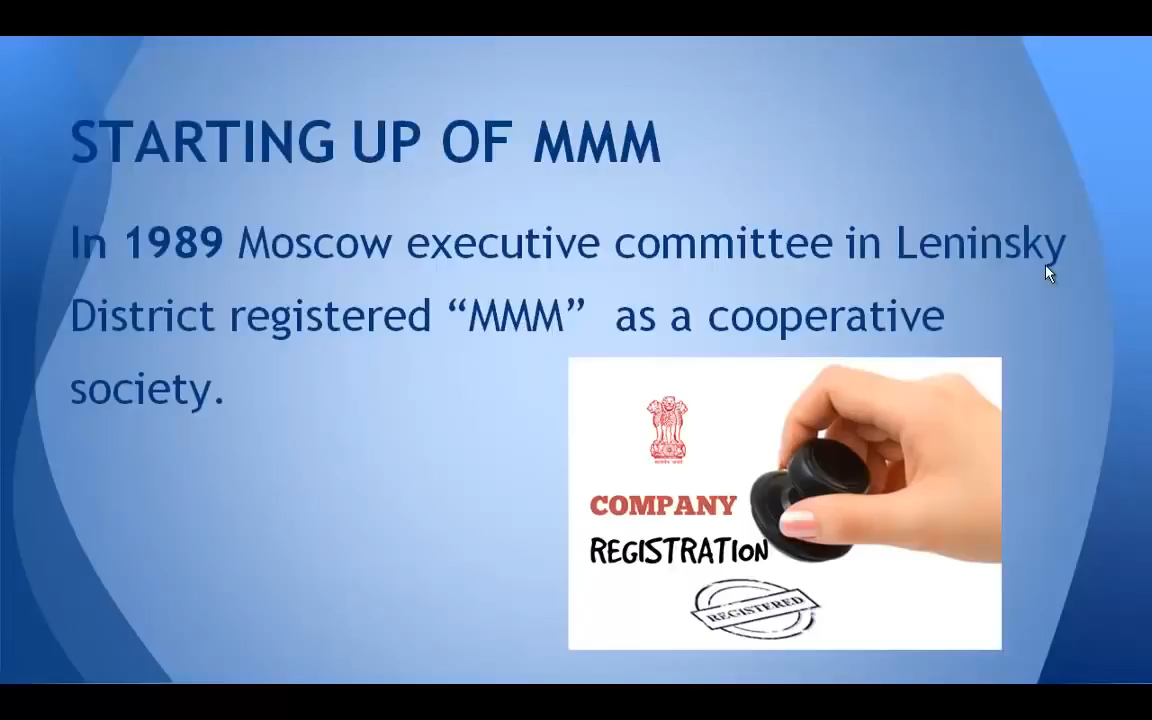 STARTING UP OF MMM
In 1989 Moscow executive committee in Leninsky
District registered “MMM” as a cooperative
society.
COMPANY
REGISTRATION
REGISTERED